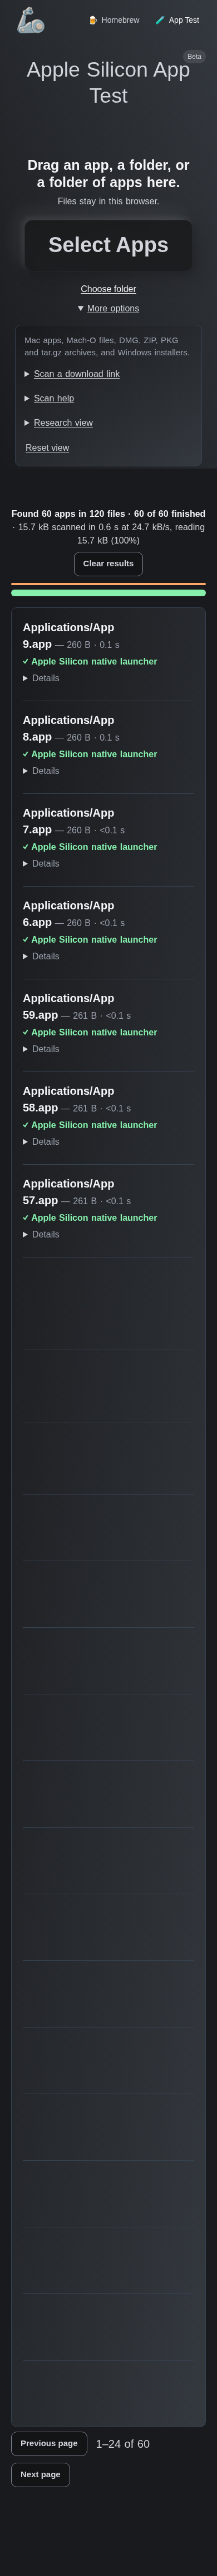 Homebrew
App Test
Beta
Apple Silicon App
Test
Drag an app, a folder, or
a folder of apps here.
Files stay in this browser.
Select Apps
Choose folder
▼ More options
Mac apps, Mach-O files, DMG, ZIP, PKG
and tar.gz archives, and Windows installers.
▶ Scan a download link
▶ Scan help
▶ Research view
Reset view
Found 60 apps in 120 files · 60 of 60 finished
· 15.7 kB scanned in 0.6 s at 24.7 kB/s, reading
15.7 kB (100%)
Clear results
Applications/App
9.app — 260 B · 0.1 s
✓ Apple Silicon native launcher
▶ Details
Applications/App
8.app — 260 B · 0.1 s
✓ Apple Silicon native launcher
▶ Details
Applications/App
7.app — 260 B · <0.1 s
✓ Apple Silicon native launcher
▶ Details
Applications/App
6.app — 260 B · <0.1 s
✓ Apple Silicon native launcher
▶ Details
Applications/App
59.app — 261 B · <0.1 s
✓ Apple Silicon native launcher
▶ Details
Applications/App
58.app — 261 B · <0.1 s
✓ Apple Silicon native launcher
▶ Details
Applications/App
57.app — 261 B · <0.1 s
✓ Apple Silicon native launcher
▶ Details
Previous page
1–24 of 60
Next page